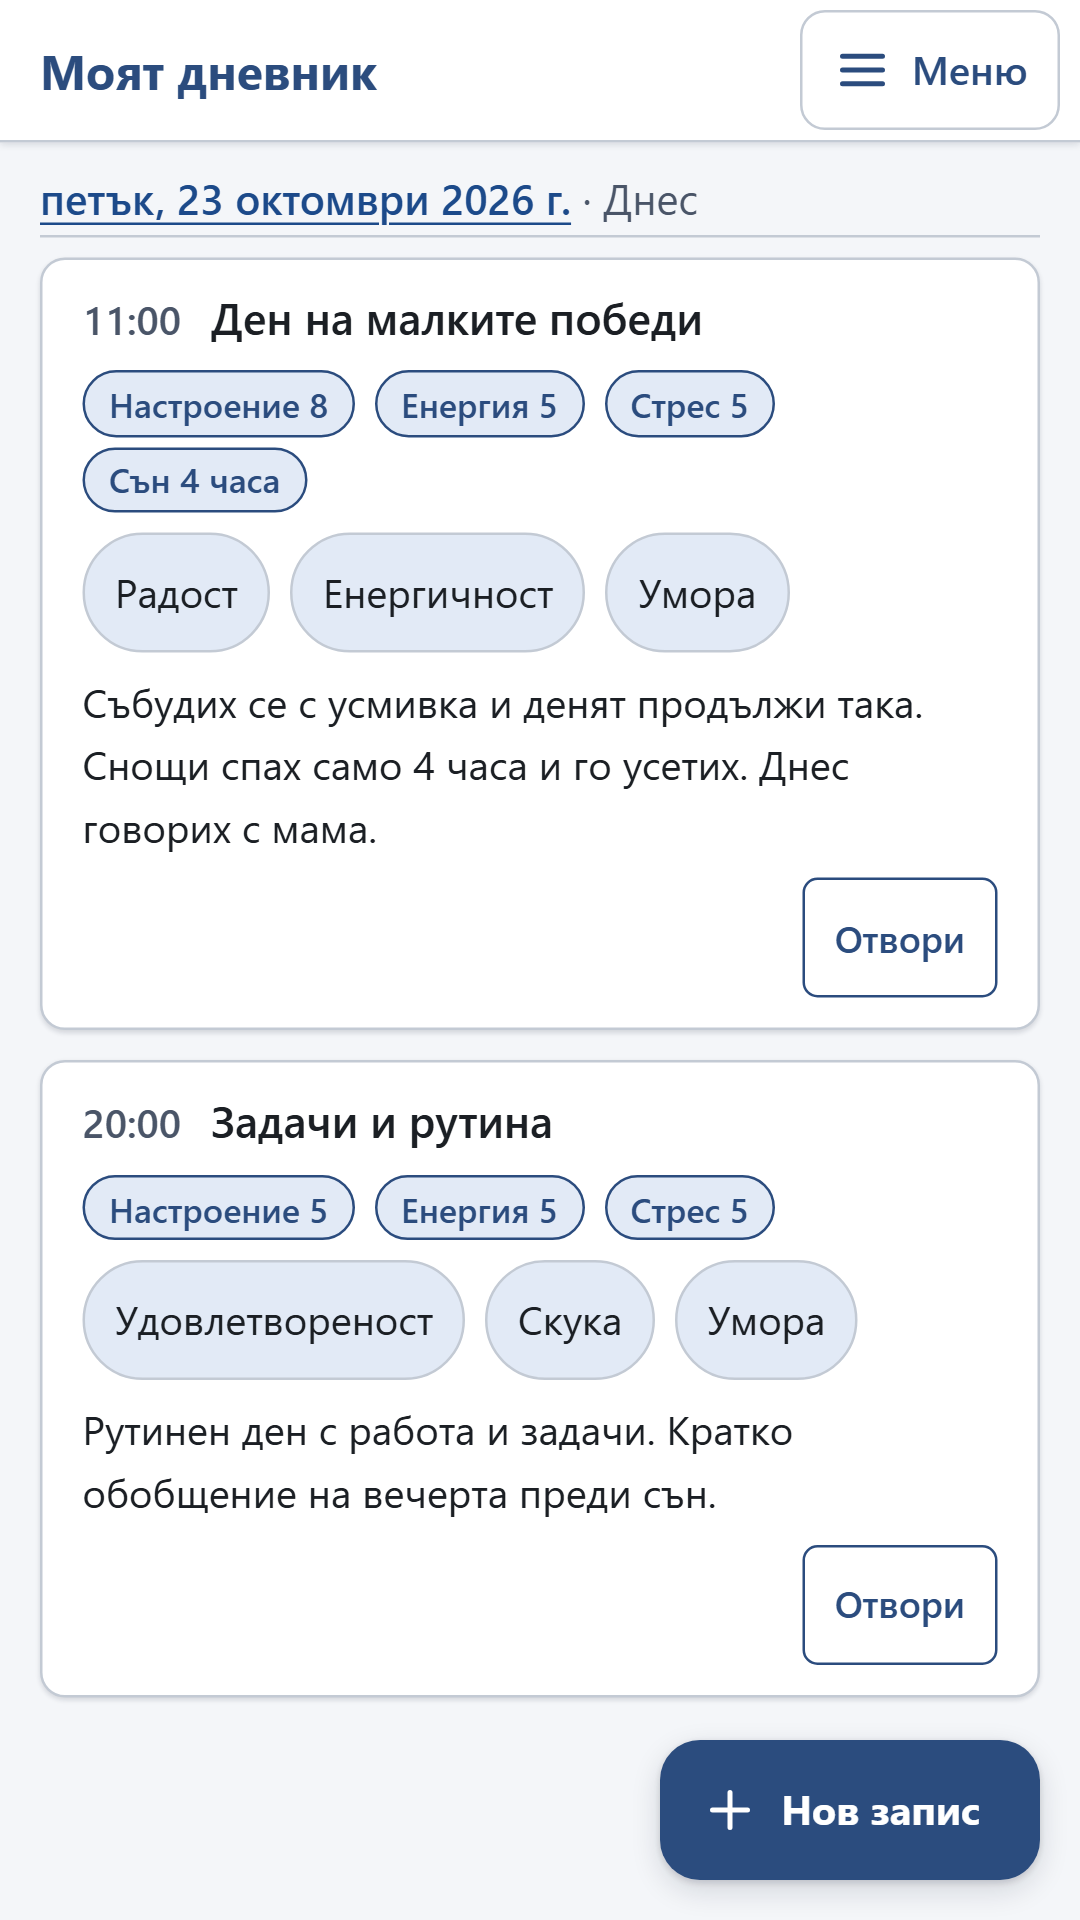 Моят дневник
Меню
петък, 23 октомври 2026 г. · Днес
11:00 Ден на малките победи
Настроение 8 Енергия 5 Стрес 5
Сън 4 часа
Радост Енергичност Умора
Събудих се с усмивка и денят продължи така.
Снощи спах само 4 часа и го усетих. Днес
говорих с мама.
Отвори
20:00 Задачи и рутина
Настроение 5 Енергия 5 Стрес 5
Удовлетвореност Скука Умора
Рутинен ден с работа и задачи. Кратко
обобщение на вечерта преди сън.
Отвори
Нов запис